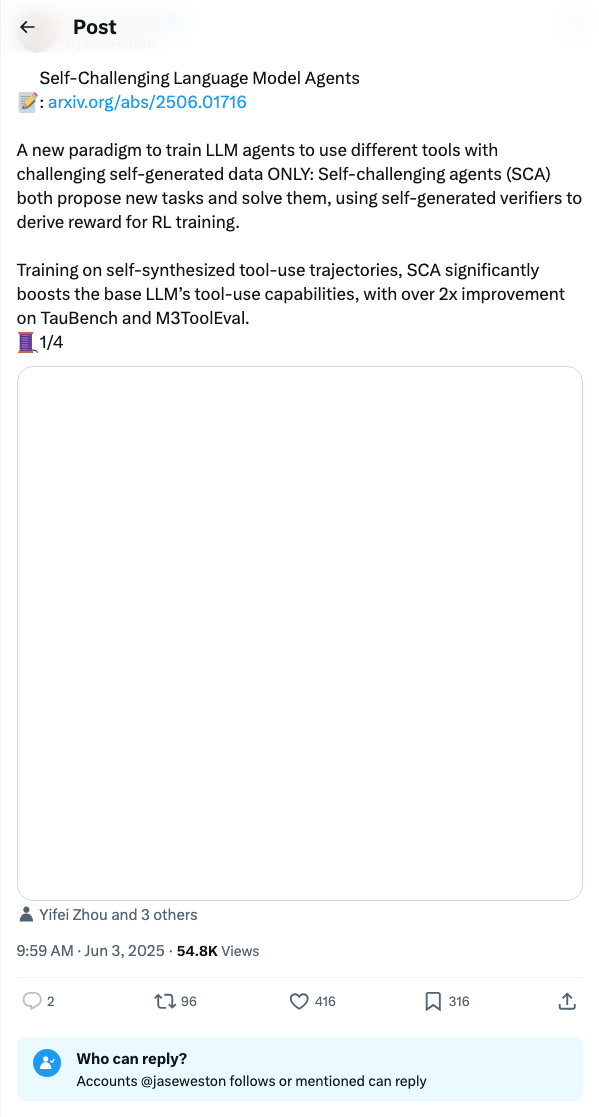 Post
@jaseweston
Self-Challenging Language Model Agents
📝: arxiv.org/abs/2506.01716
A new paradigm to train LLM agents to use different tools with
challenging self-generated data ONLY: Self-challenging agents (SCA)
both propose new tasks and solve them, using self-generated verifiers to
derive reward for RL training.
Training on self-synthesized tool-use trajectories, SCA significantly
boosts the base LLM’s tool-use capabilities, with over 2x improvement
on TauBench and M3ToolEval.
🧵1/4
Yifei Zhou and 3 others
9:59 AM · Jun 3, 2025 · 54.8K Views
2 96 416 316
Who can reply?
Accounts @jaseweston follows or mentioned can reply